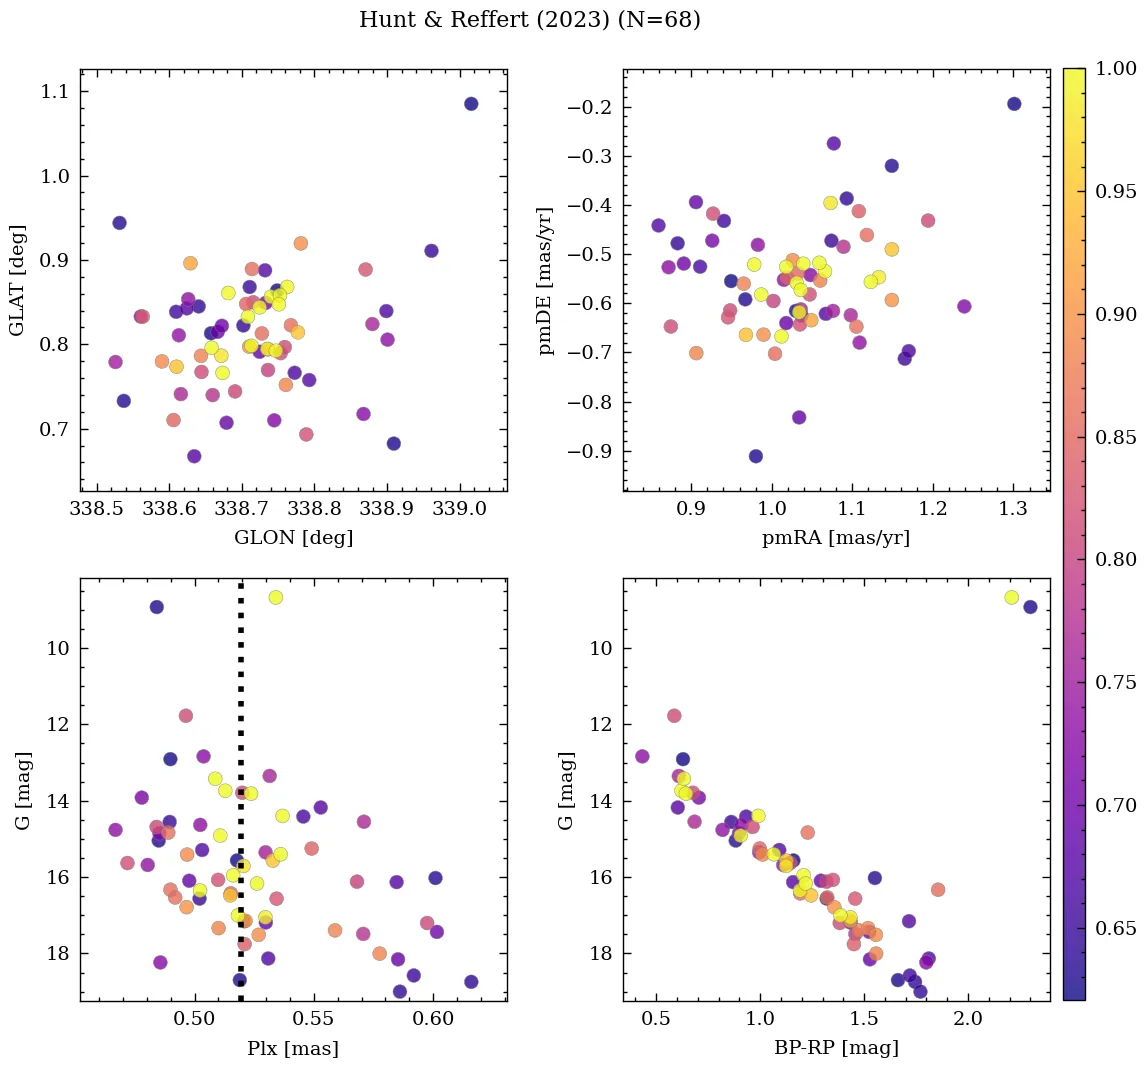 Hunt & Reffert (2023) (N=68)
1.1
1.0
0.9
0.8
0.7
GLAT [deg]
338.5 338.6 338.7 338.8 338.9 339.0
GLON [deg]
−0.2
−0.3
−0.4
−0.5
−0.6
−0.7
−0.8
−0.9
pmDE [mas/yr]
0.9 1.0 1.1 1.2 1.3
pmRA [mas/yr]
10
12
14
16
18
G [mag]
0.50 0.55 0.60
Plx [mas]
10
12
14
16
18
G [mag]
0.5 1.0 1.5 2.0
BP-RP [mag]
1.00
0.95
0.90
0.85
0.80
0.75
0.70
0.65